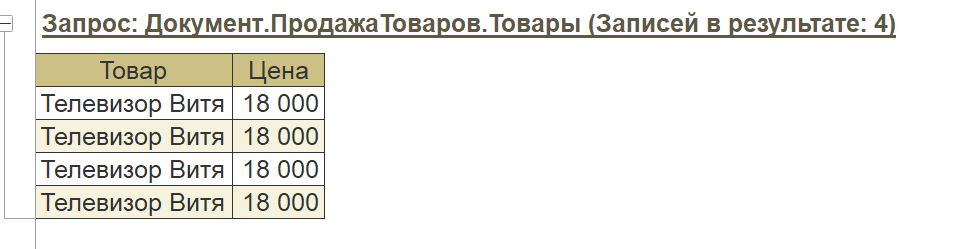 Запрос: Документ.ПродажаТоваров.Товары (Записей в результате: 4)
Товар Цена
Телевизор Витя 18 000
Телевизор Витя 18 000
Телевизор Витя 18 000
Телевизор Витя 18 000